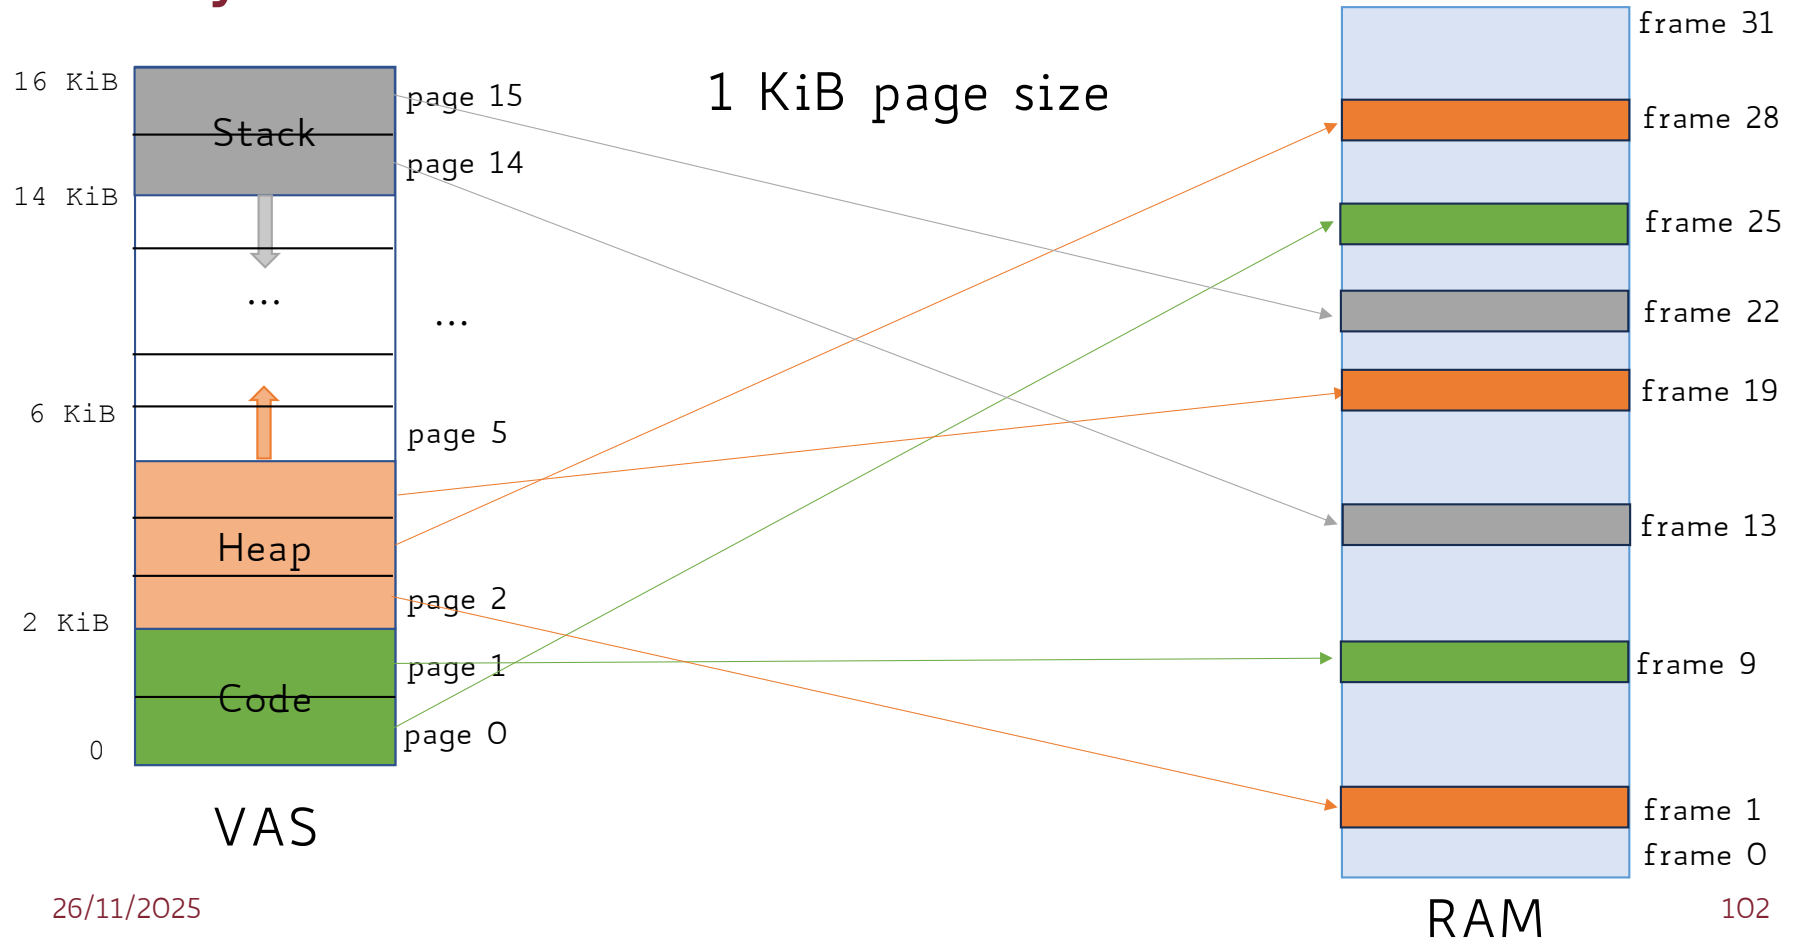 1 KiB page size
16 KiB
Stack
14 KiB
...
6 KiB
Heap
2 KiB
Code
0
VAS
page 15
page 14
...
page 5
page 2
page 1
page 0
frame 31
frame 28
frame 25
frame 22
frame 19
frame 13
frame 9
frame 1
frame 0
RAM
26/11/2025
102